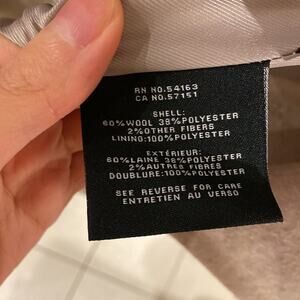 RN NO.54163
CA NO.57151
SHELL:
60%WOOL 38%POLYESTER
2%OTHER FIBERS
LINING:100%POLYESTER
EXTÉRIEUR:
60%LAINE 38%POLYESTER
2%AUTRES FIBRES
DOUBLURE:100%POLYESTER
SEE REVERSE FOR CARE
ENTRETIEN AU VERSO